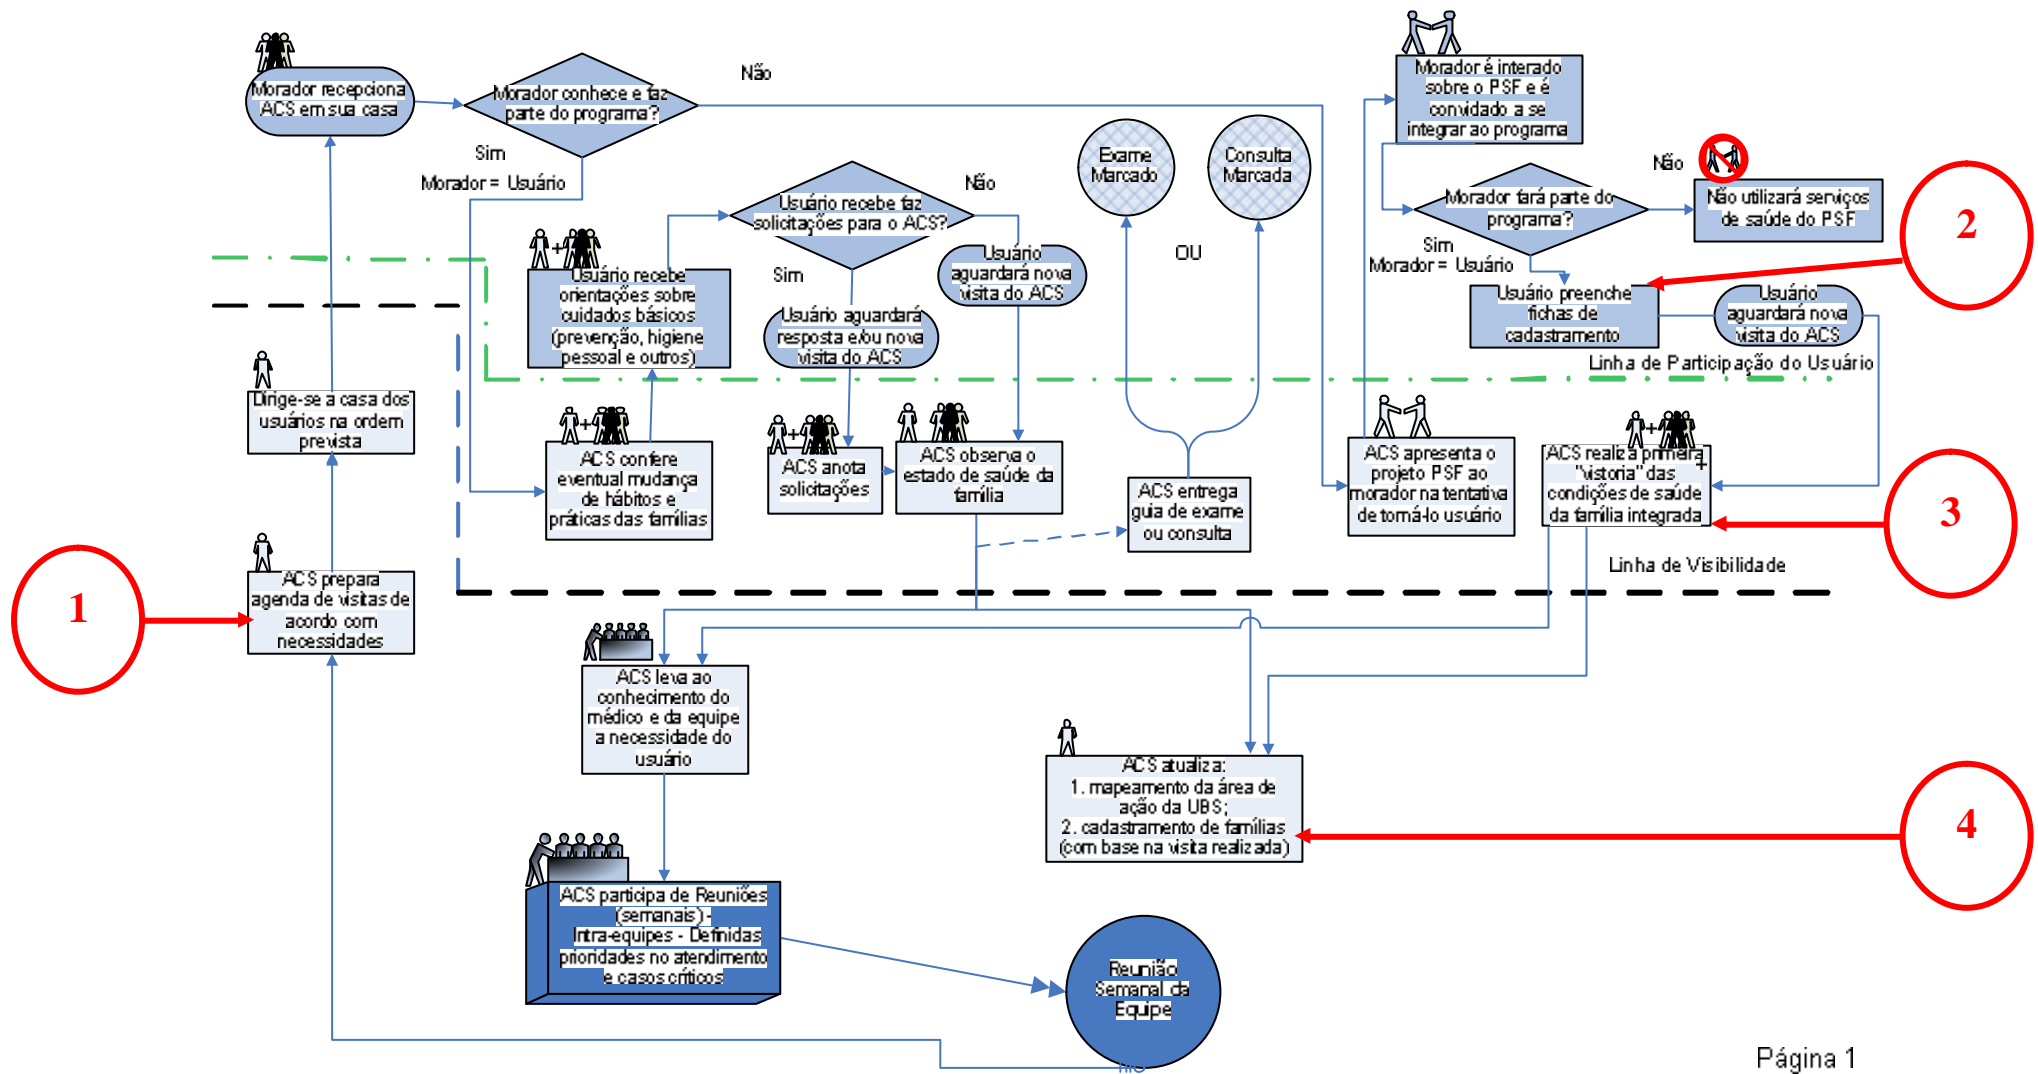 Morador recepciona
ACS em sua casa
Morador conhece e faz
parte do programa?
Não
Sim
Morador = Usuário
Usuário recebe faz
solicitações para o ACS?
Não
Sim
Usuário
aguardará nova
visita do ACS
Usuário aguardará
resposta e/ou nova
visita do ACS
Usuário recebe
orientações sobre
cuidados básicos
(prevenção, higiene
pessoal e outros)
Exame
Marcado
Consulta
Marcada
OU
Morador é interado
sobre o PSF e é
convidado a se
integrar ao programa
Morador fará parte do
programa?
Não
Não utilizará serviços
de saúde do PSF
Sim
Morador = Usuário
Usuário preenche
fichas de
cadastramento
Usuário
aguardará nova
visita do ACS
2
Linha de Participação do Usuário
Dirige-se à casa dos
usuários na ordem
prevista
+
+
+
+
+
ACS confere
eventual mudança
de hábitos e
práticas das famílias
ACS anota
solicitações
ACS observa o
estado de saúde da
família
ACS entrega
guia de exame
ou consulta
ACS apresenta o
projeto PSF ao
morador na tentativa
de torná-lo usuário
ACS realiza primeira
"vistoria" das
condições de saúde
da família integrada
3
Linha de Visibilidade
1
ACS prepara
agenda de visitas de
acordo com
necessidades
ACS leva ao
conhecimento do
médico e da equipe
a necessidade do
usuário
ACS atualiza:
1. mapeamento da área de
ação da UBS;
2. cadastramento de famílias
(com base na visita realizada)
4
ACS participa de Reuniões
(semanais) -
Intra-equipes - Definidas
prioridades no atendimento
e casos críticos
Reunião
Semanal da
Equipe
Página 1